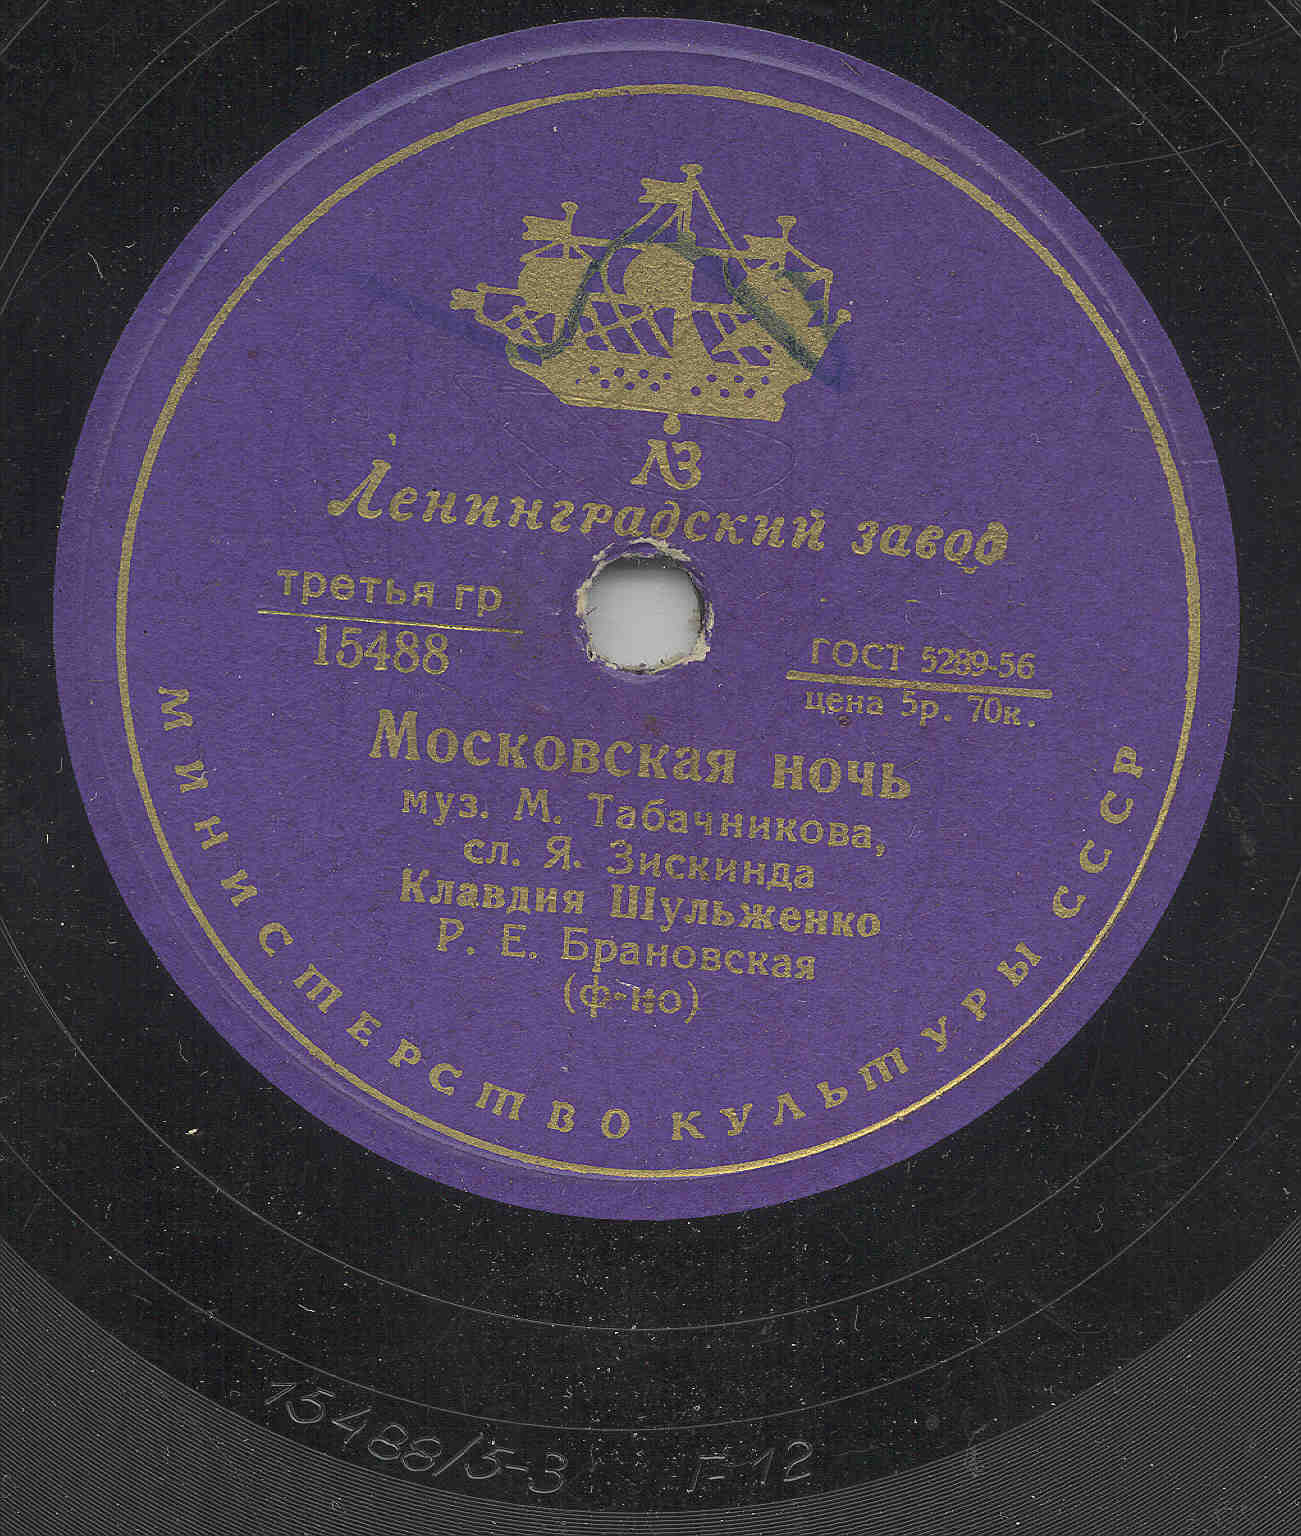 ЛЗ
Ленинградский завод
третья гр
15488
ГОСТ 5289-56
цена 5р. 70к.
Московская ночь
муз. М. Табачникова,
сл. Я. Зискинда
Клавдия Шульженко
Р. Е. Брановская
(ф-но)
МИНИСТЕРСТВО КУЛЬТУРЫ СССР
15488/5-3 Г-12